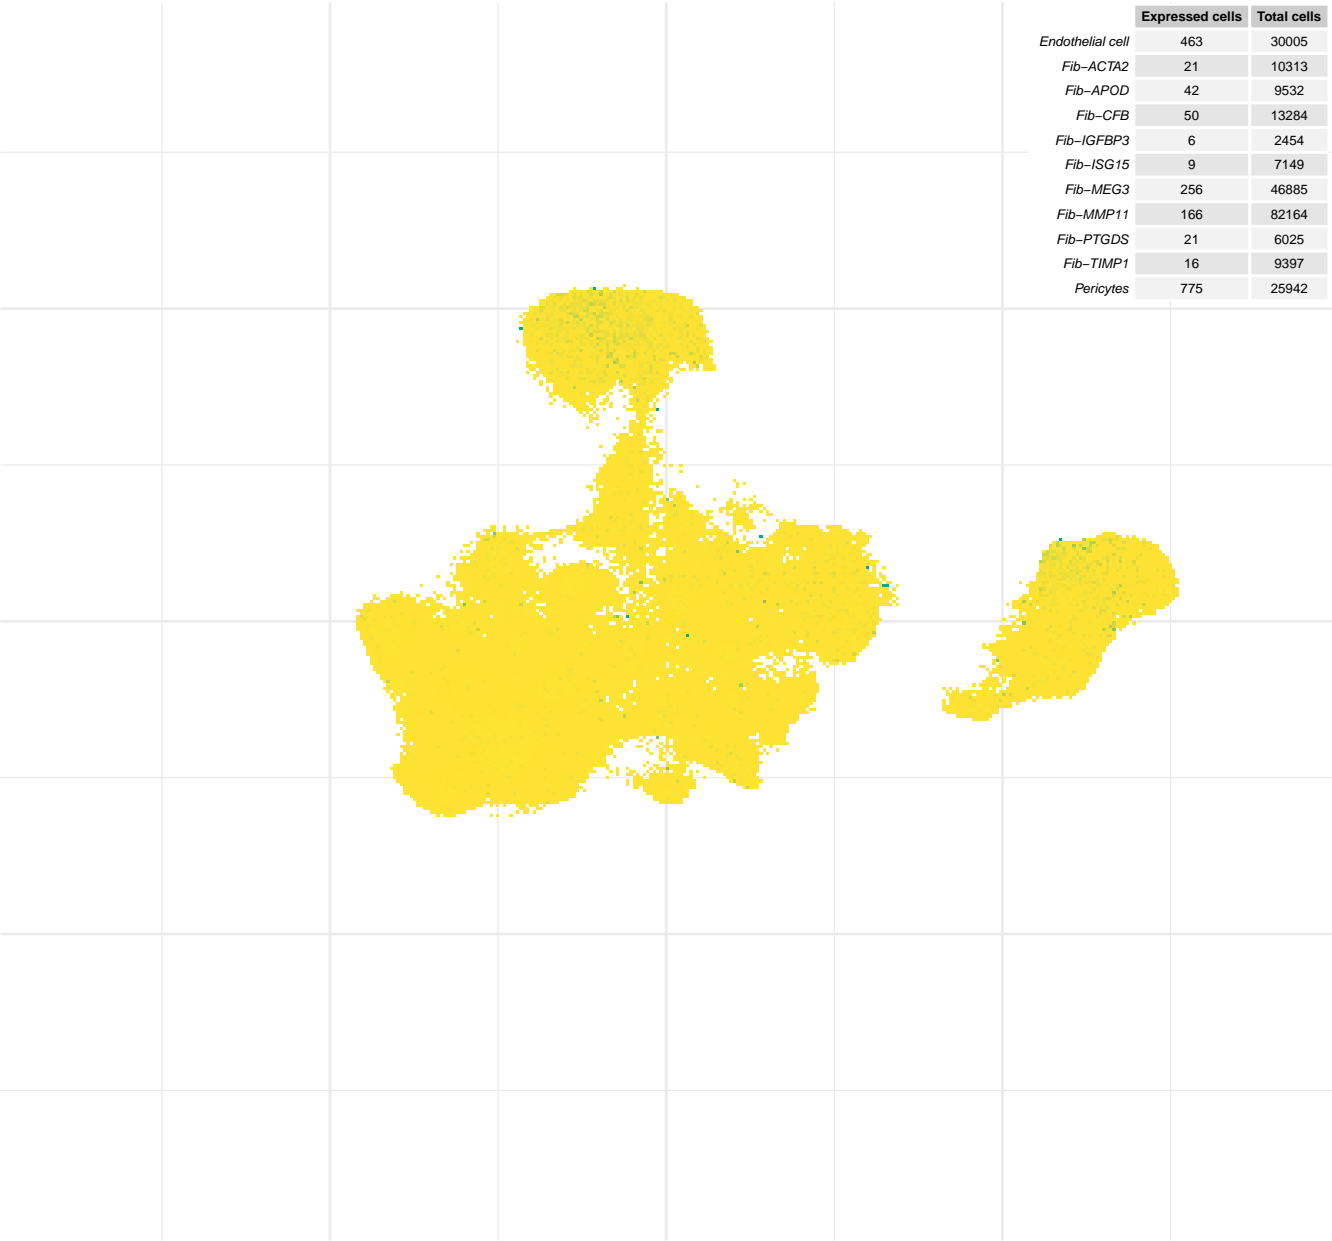 Expressed cells Total cells
Endothelial cell 463 30005
Fib−ACTA2 21 10313
Fib−APOD 42 9532
Fib−CFB 50 13284
Fib−IGFBP3 6 2454
Fib−ISG15 9 7149
Fib−MEG3 256 46885
Fib−MMP11 166 82164
Fib−PTGDS 21 6025
Fib−TIMP1 16 9397
Pericytes 775 25942